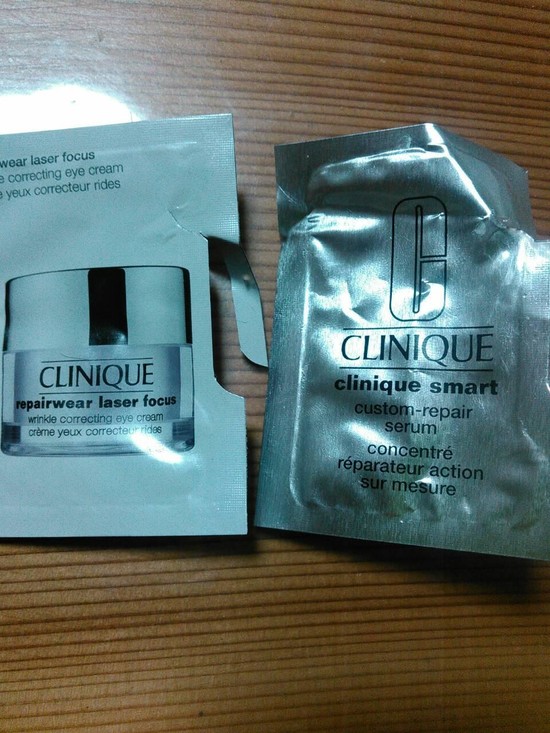 wear laser focus
correcting eye cream
yeux correcteur rides
CLINIQUE
repairwear laser focus
wrinkle correcting eye cream
crème yeux correcteur rides
C
CLINIQUE
clinique smart
custom-repair
serum
concentré
réparateur action
sur mesure